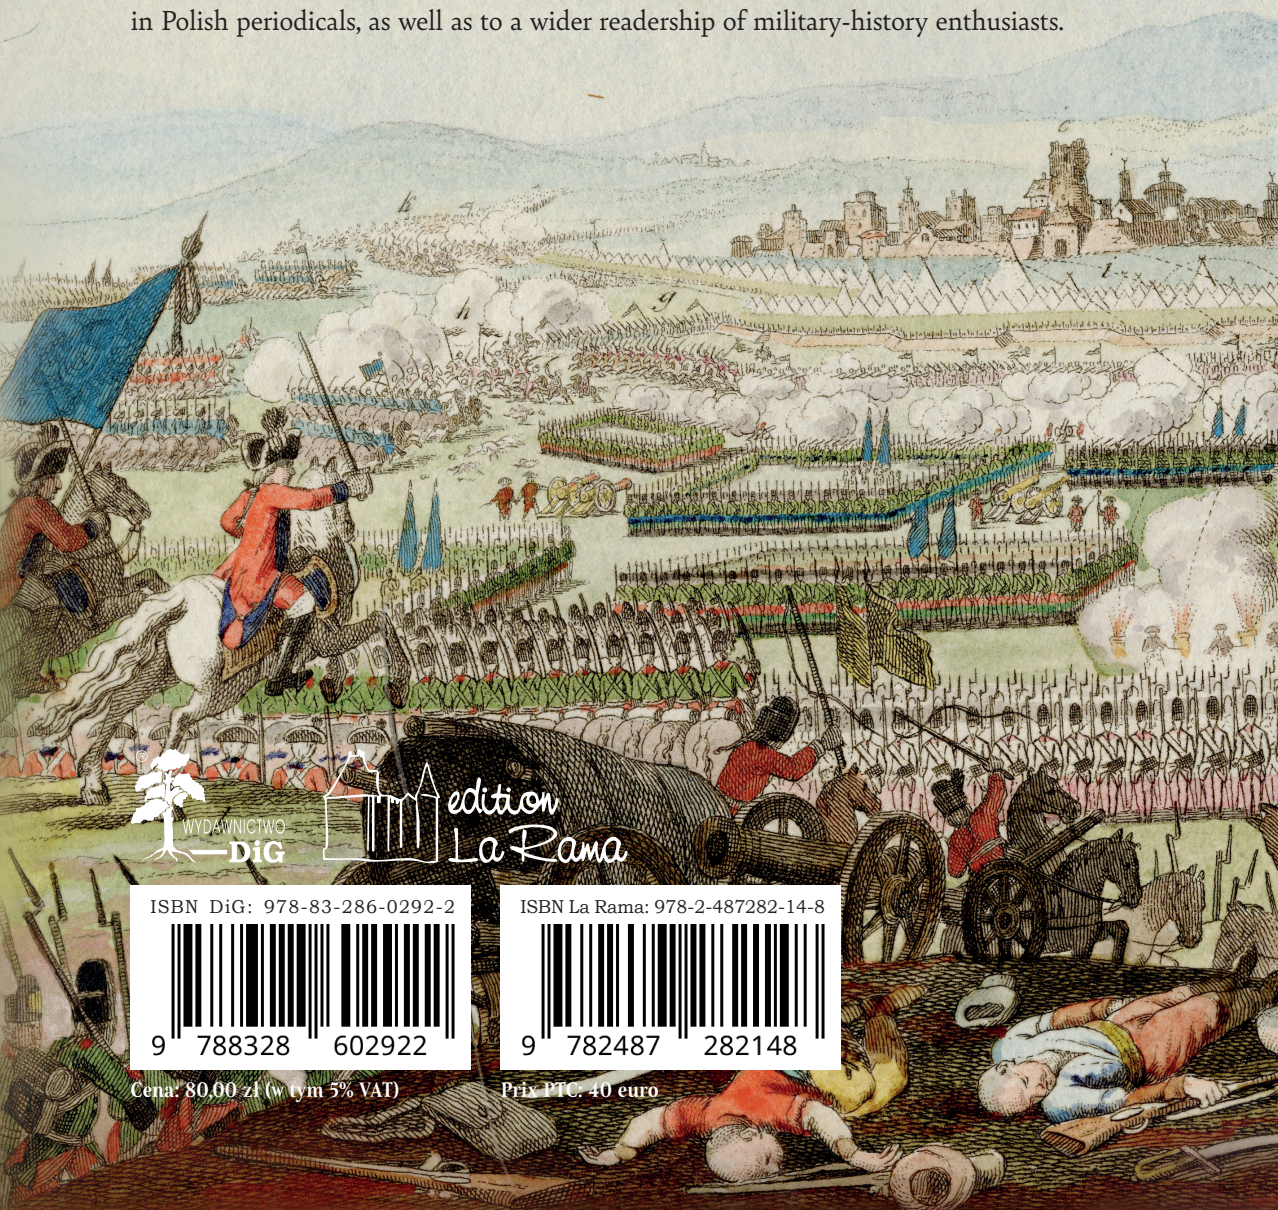 in Polish periodicals, as well as to a wider readership of military-history enthusiasts.
c
h
i
g
h
©
WYDAWNICTWO
DiG
edition
La Rama
ISBN DiG: 978-83-286-0292-2
9 788328 602922
Cena: 80,00 zł (w tym 5% VAT)
ISBN La Rama: 978-2-487282-14-8
9 782487 282148
Prix PTC: 40 euro